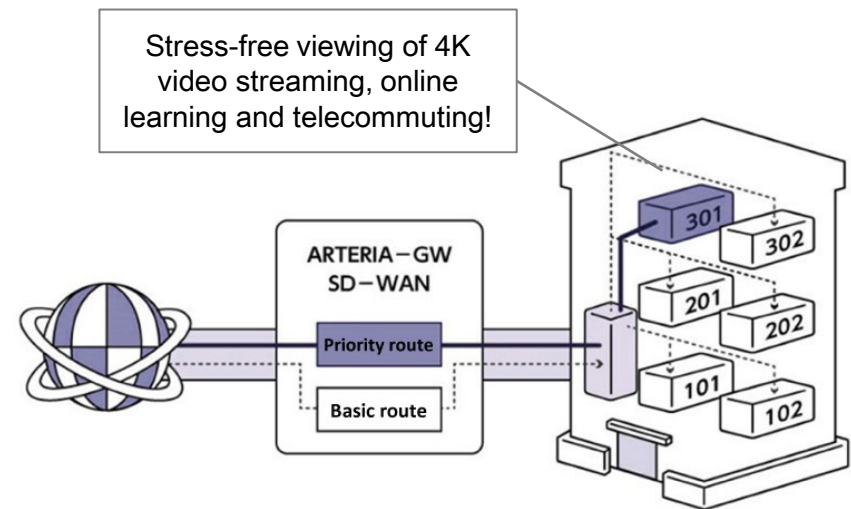 Stress-free viewing of 4K
video streaming, online
learning and telecommuting!
ARTERIA-GW
SD-WAN
Priority route
Basic route
301
302
201
202
101
102